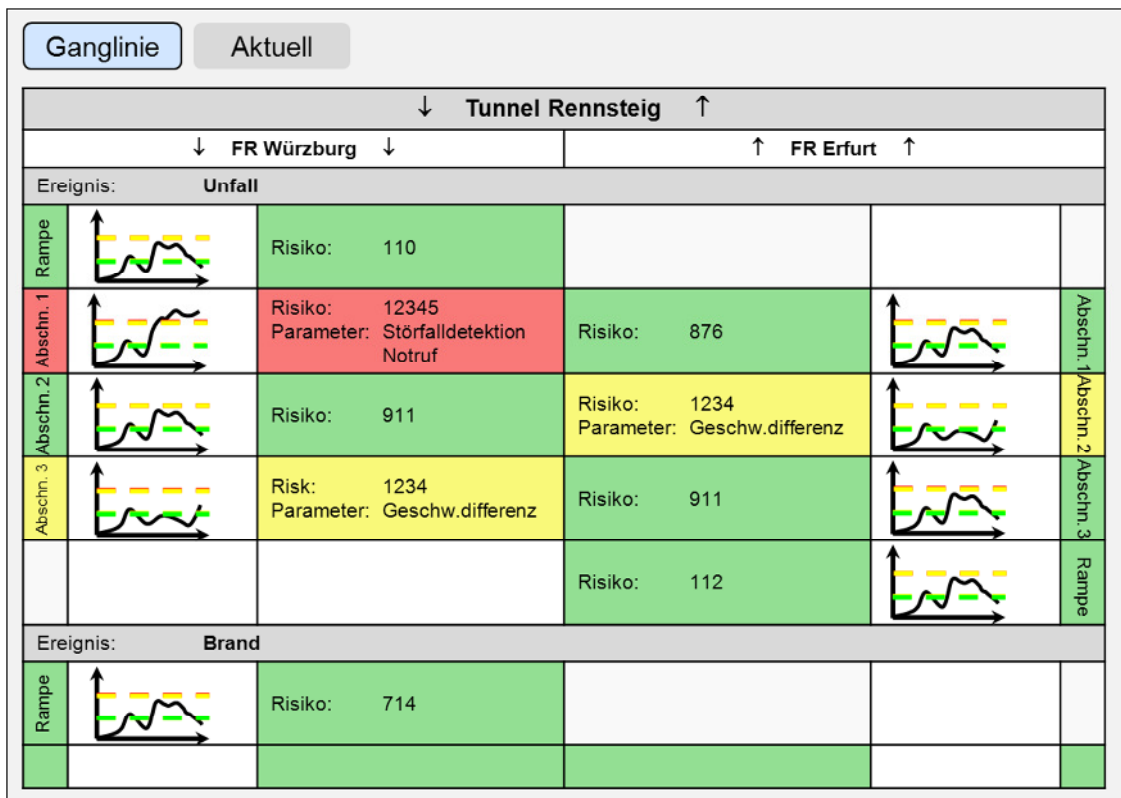 Ganglinie Aktuell
↓ Tunnel Rennsteig ↑
↓ FR Würzburg ↓ ↑ FR Erfurt ↑
Ereignis: Unfall
Rampe Risiko: 110
Abschn. 1 Risiko: 12345
Parameter: Störfalldetektion
Notruf
Risiko: 876 Abschn. 1
Abschn. 2 Risiko: 911
Risiko: 1234
Parameter: Geschw.differenz
Abschn. 2
Abschn. 3 Risk: 1234
Parameter: Geschw.differenz
Risiko: 911 Abschn. 3
Risiko: 112 Rampe
Ereignis: Brand
Rampe Risiko: 714